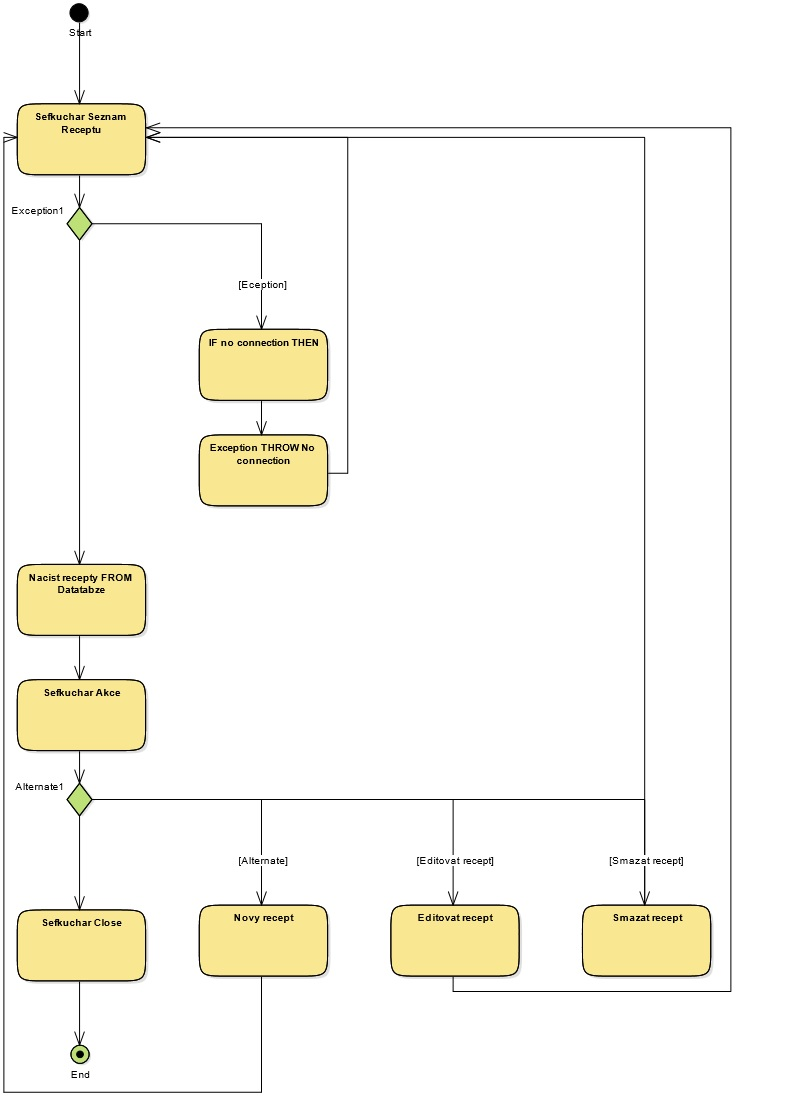 Start
Sefkuchar Seznam
Receptu
Exception1
[Eception]
IF no connection THEN
Exception THROW No
connection
Nacist recepty FROM
Datatabze
Sefkuchar Akce
Alternate1
[Alternate]
[Editovat recept]
[Smazat recept]
Sefkuchar Close
Novy recept
Editovat recept
Smazat recept
End